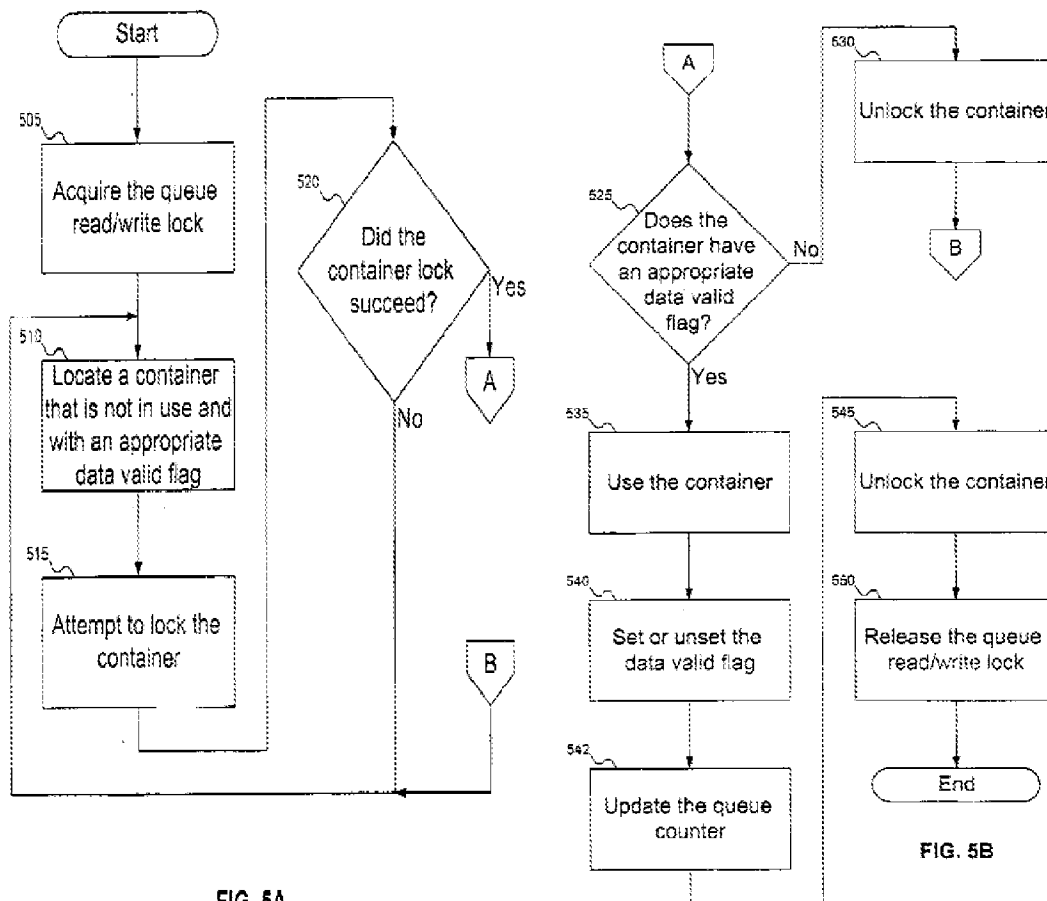 Start
505
Acquire the queue
read/write lock
510
Locate a container
that is not in use and
with an appropriate
data valid flag
515
Attempt to lock the
container
520
Did the
container lock
succeed?
Yes
A
No
B
FIG. 5A
A
525
Does the
container have
an appropriate
data valid
flag?
No
Yes
530
Unlock the container
B
535
Use the container
540
Set or unset the
data valid flag
542
Update the queue
counter
545
Unlock the container
550
Release the queue
read/write lock
End
FIG. 5B